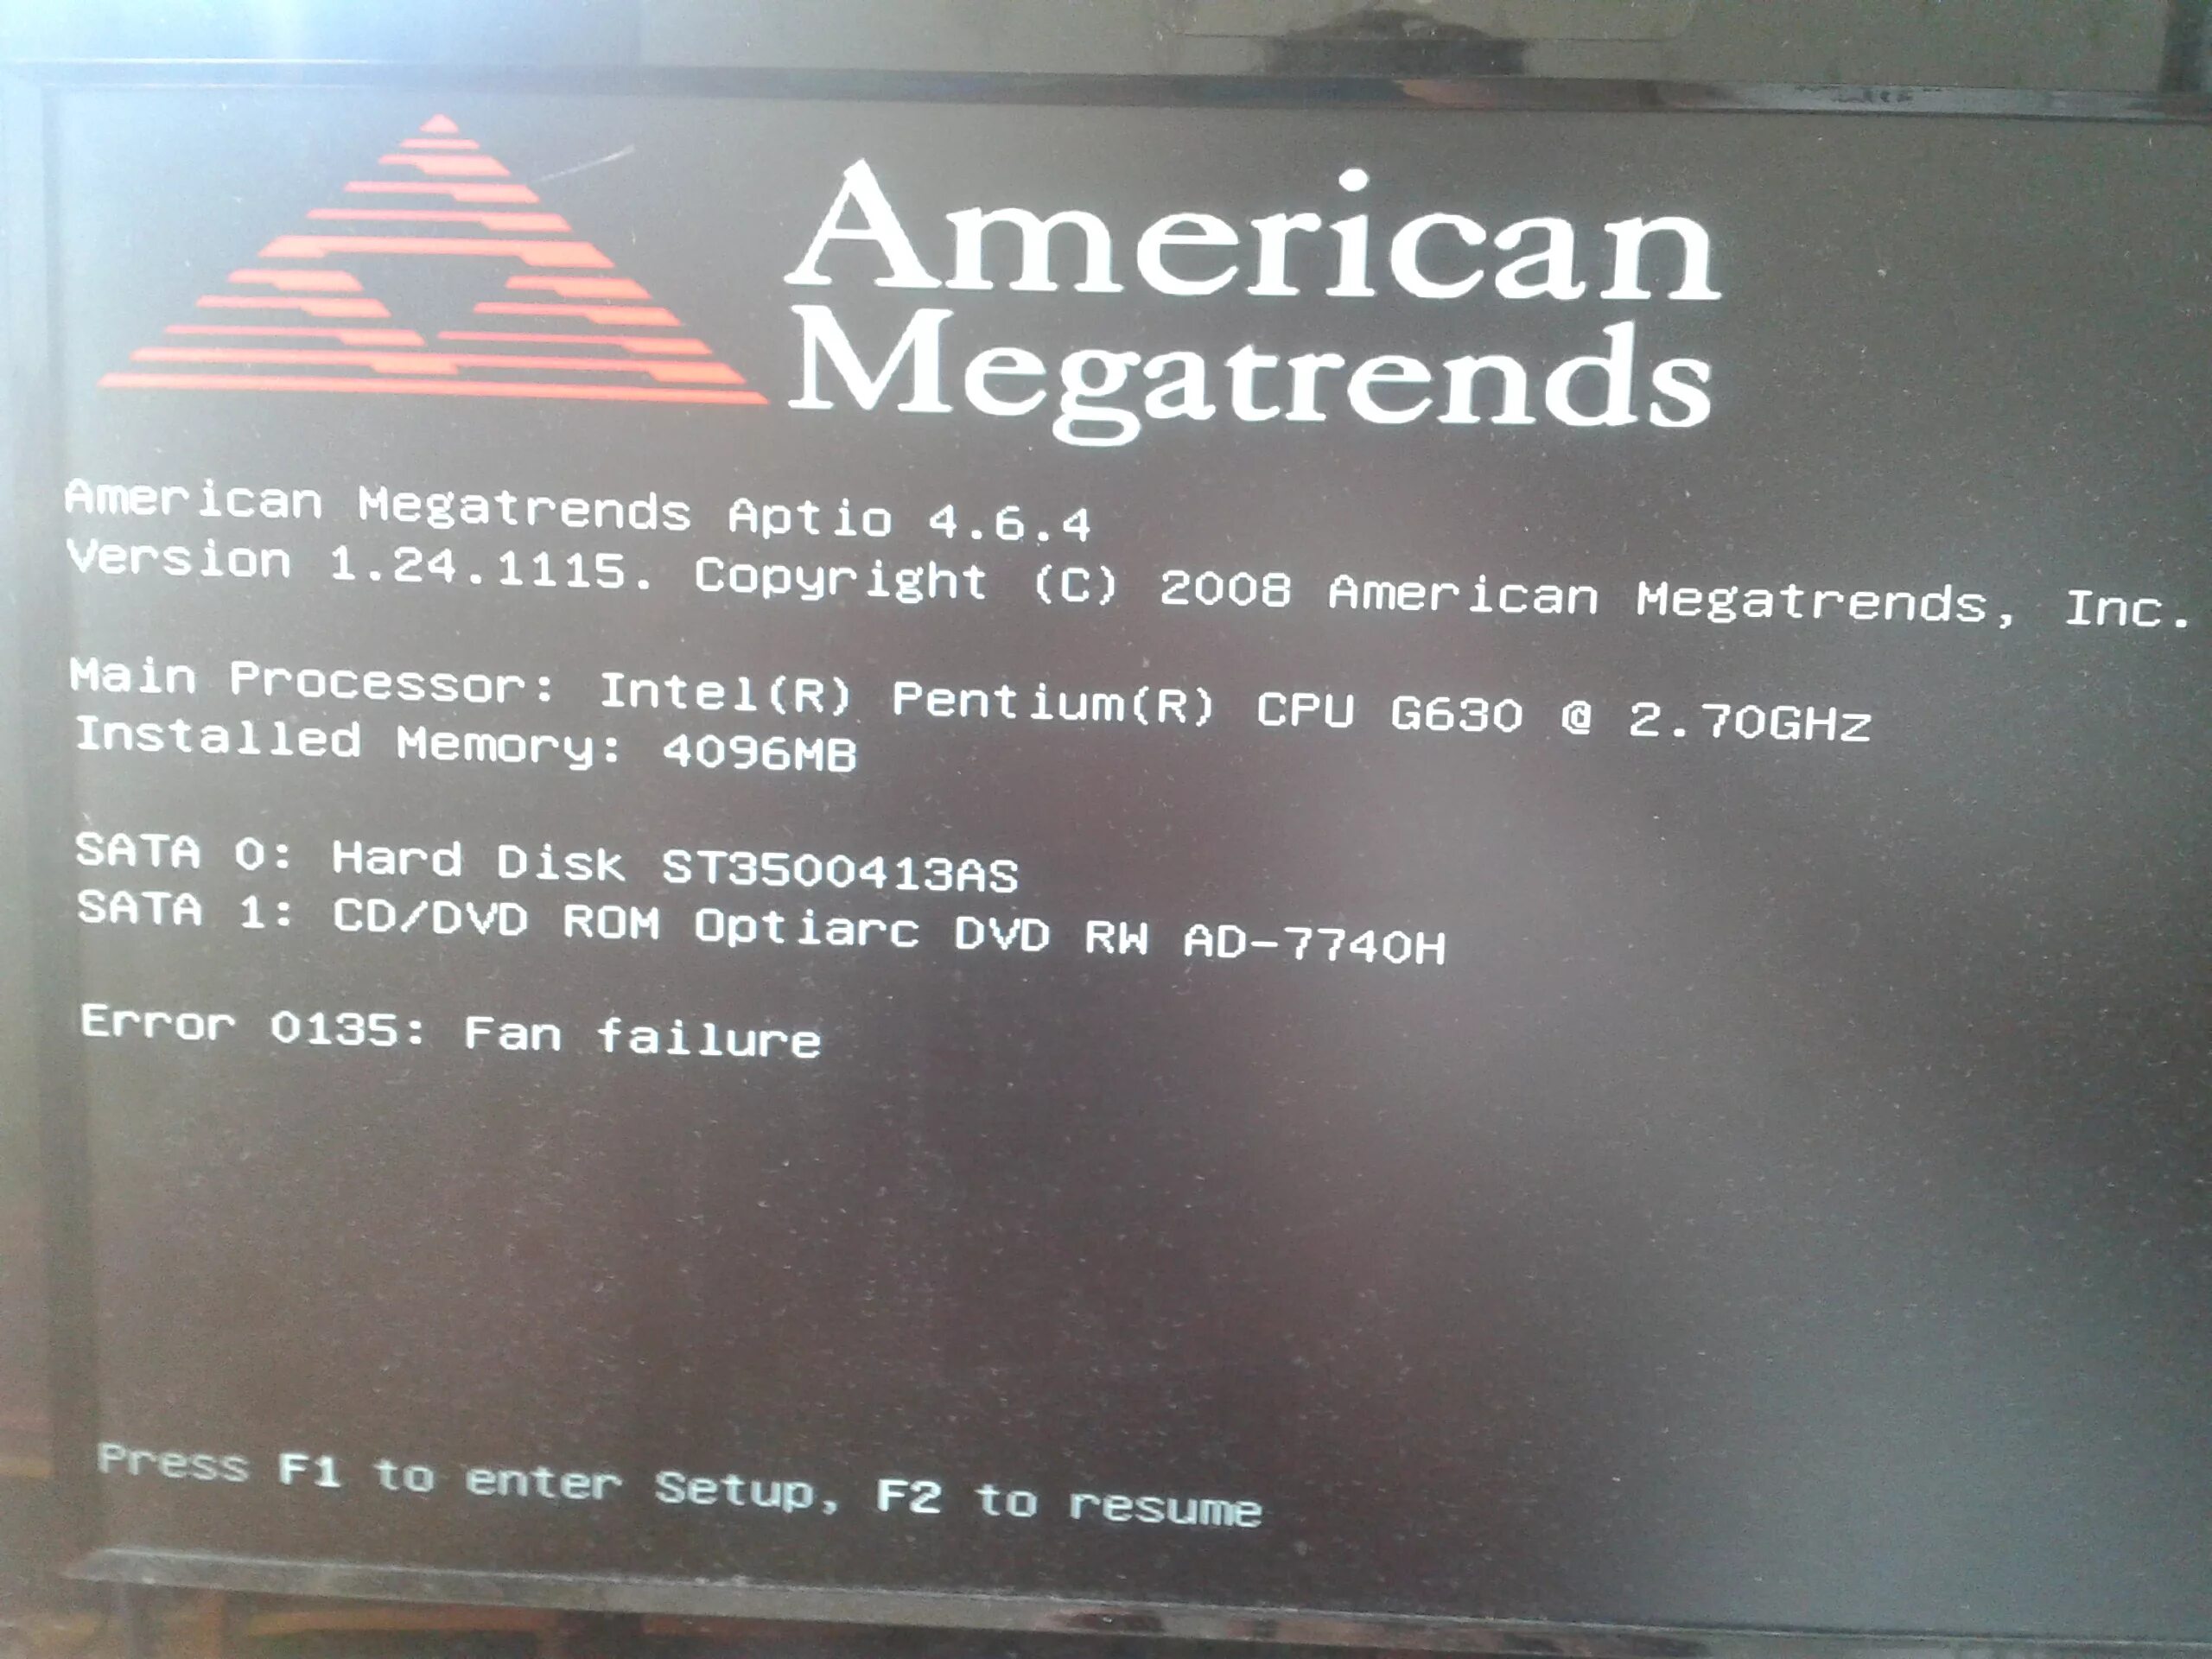 American
Megatrends
American Megatrends Aptio 4.6.4
Version 1.24.1115. Copyright (C) 2008 American Megatrends, Inc.
Main Processor: Intel(R) Pentium(R) CPU G630 @ 2.70GHz
Installed Memory: 4096MB
SATA 0: Hard Disk ST3500413AS
SATA 1: CD/DVD ROM Optiarc DVD RW AD-7740H
Error 0135: Fan failure
Press F1 to enter Setup, F2 to resume